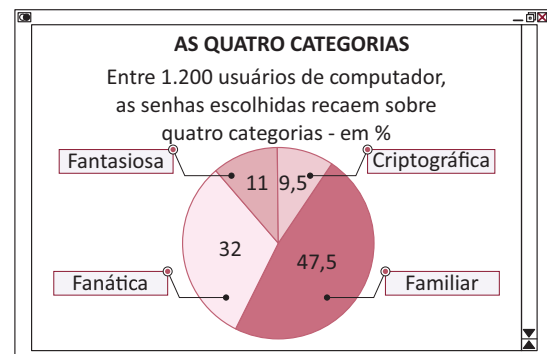 AS QUATRO CATEGORIAS
Entre 1.200 usuários de computador,
as senhas escolhidas recaem sobre
quatro categorias - em %
Fantasiosa
Criptográfica
11
9,5
32
47,5
Fanática
Familiar